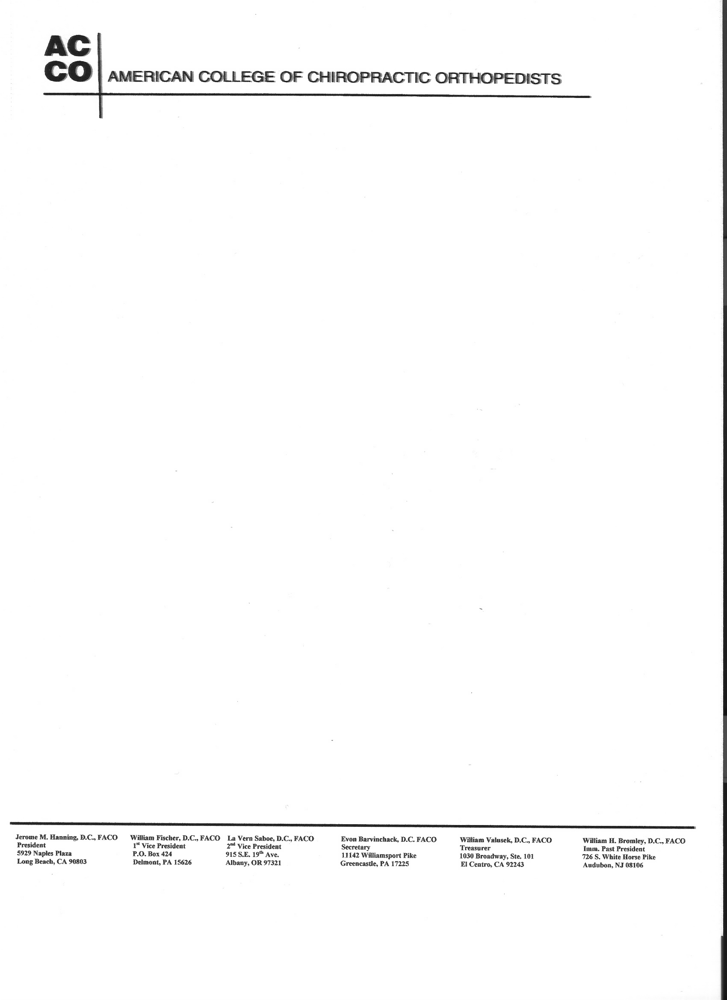 AC
CO
AMERICAN COLLEGE OF CHIROPRACTIC ORTHOPEDISTS
Jerome M. Hanning, D.C., FACO
President
5929 Naples Plaza
Long Beach, CA 90803
William Fischer, D.C., FACO
1st Vice President
P.O. Box 424
Delmont, PA 15626
La Vern Saboe, D.C., FACO
2nd Vice President
915 S.E. 19th Ave.
Albany, OR 97321
Evon Barvinchack, D.C. FACO
Secretary
11142 Williamsport Pike
Greencastle, PA 17225
William Valusek, D.C., FACO
Treasurer
1030 Broadway, Ste. 101
El Centro, CA 92243
William H. Bromley, D.C., FACO
Imm. Past President
726 S. White Horse Pike
Audubon, NJ 08106